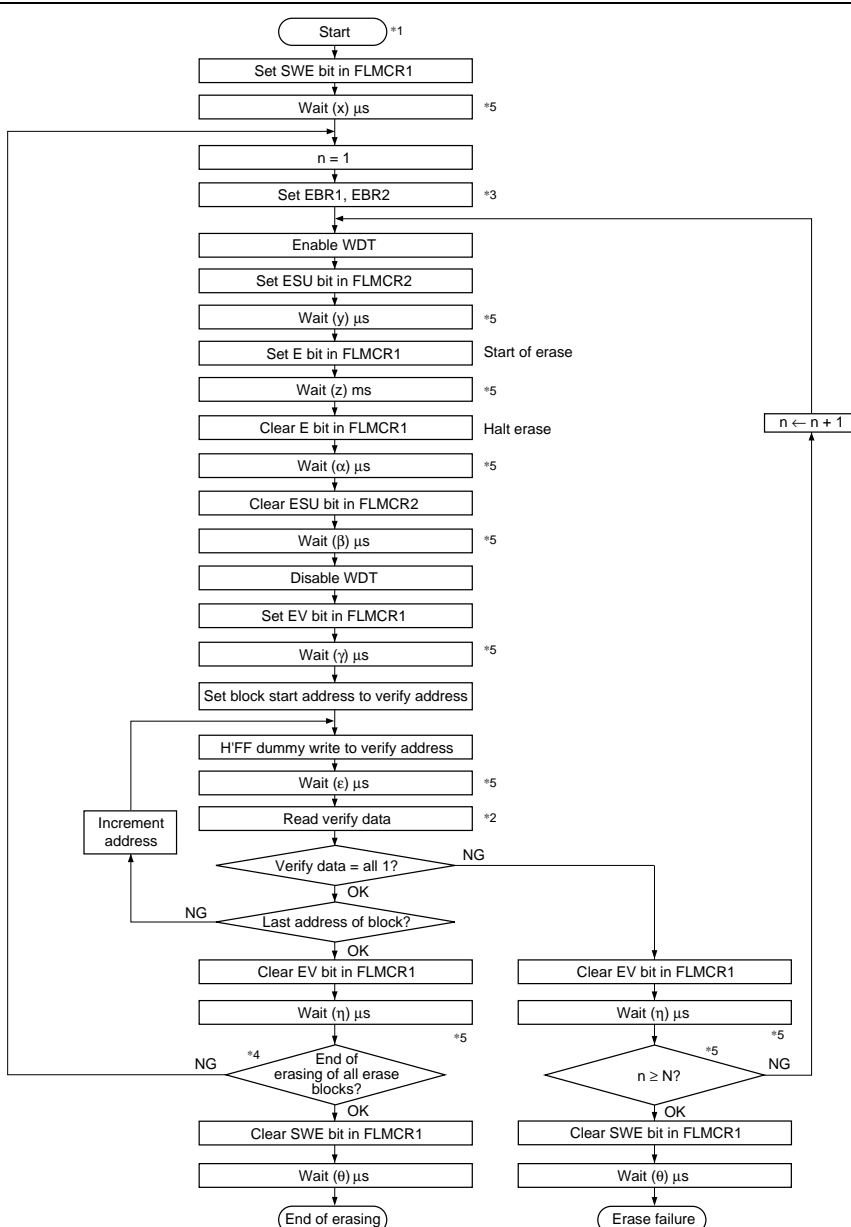 Start *1
Set SWE bit in FLMCR1
Wait (x) μs *5
n = 1
Set EBR1, EBR2 *3
Enable WDT
Set ESU bit in FLMCR2
Wait (y) μs *5
Set E bit in FLMCR1 Start of erase
Wait (z) ms *5
n ← n + 1
Clear E bit in FLMCR1 Halt erase
Wait (α) μs *5
Clear ESU bit in FLMCR2
Wait (β) μs *5
Disable WDT
Set EV bit in FLMCR1
Wait (γ) μs *5
Set block start address to verify address
H'FF dummy write to verify address
Wait (ε) μs *5
Increment
address
Read verify data *2
Verify data = all 1? NG
OK
NG Last address of block?
OK
Clear EV bit in FLMCR1 Clear EV bit in FLMCR1
Wait (η) μs Wait (η) μs
*5 *5
NG *4 End of
erasing of all erase
blocks?
*5 n ≥ N? NG
OK OK
Clear SWE bit in FLMCR1 Clear SWE bit in FLMCR1
Wait (θ) μs Wait (θ) μs
End of erasing Erase failure